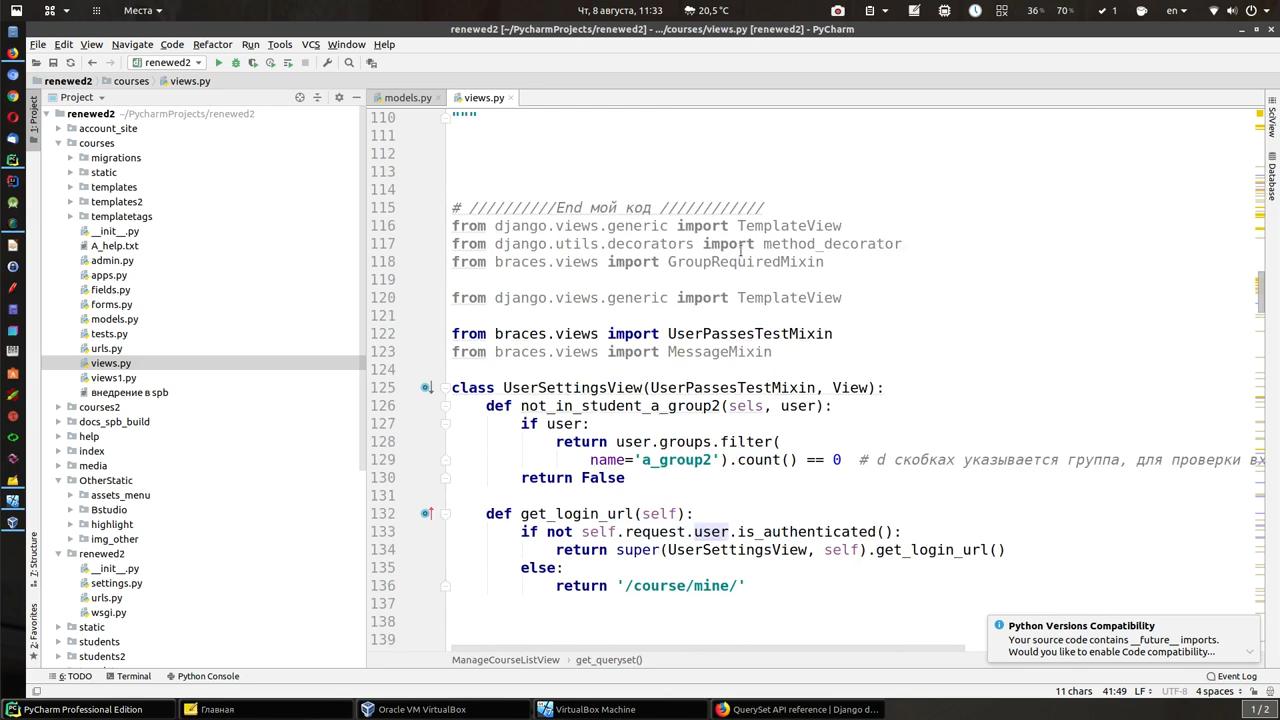 Места
Чт, 8 августа, 11:33
20,5 °C
36%
70%
1
en
renewed2 [~/PycharmProjects/renewed2] - .../courses/views.py [renewed2] - PyCharm
File Edit View Navigate Code Refactor Run Tools VCS Window Help
renewed2
renewed2 courses views.py
Project
models.py
views.py
1: Project
7: Structure
2: Favorites
SciView
Database
renewed2 ~/PycharmProjects/renewed2
account_site
courses
migrations
static
templates
templates2
templatetags
__init__.py
A_help.txt
admin.py
apps.py
fields.py
forms.py
models.py
tests.py
urls.py
views.py
views1.py
внедрение в spb
courses2
docs_spb_build
help
index
media
OtherStatic
assets_menu
Bstudio
highlight
img_other
renewed2
__init__.py
settings.py
urls.py
wsgi.py
static
students
students2
110 """
111
112
113
114
115 # //////////End мой код ////////////
116 from django.views.generic import TemplateView
117 from django.utils.decorators import method_decorator
118 from braces.views import GroupRequiredMixin
119
120 from django.views.generic import TemplateView
121
122 from braces.views import UserPassesTestMixin
123 from braces.views import MessageMixin
124
125 class UserSettingsView(UserPassesTestMixin, View):
126 def not_in_student_a_group2(sels, user):
127 if user:
128 return user.groups.filter(
129 name='a_group2').count() == 0 # d скобках указывается группа, для проверки вх
130 return False
131
132 def get_login_url(self):
133 if not self.request.user.is_authenticated():
134 return super(UserSettingsView, self).get_login_url()
135 else:
136 return '/course/mine/'
137
138
139
Python Versions Compatibility
Your source code contains __future__ imports.
Would you like to enable Code compatibility...
ManageCourseListView get_queryset()
6: TODO
Terminal
Python Console
Event Log
11 chars 41:49 LF UTF-8 4 spaces
PyCharm Professional Edition
Главная
Oracle VM VirtualBox
VirtualBox Machine
QuerySet API reference | Django d...
1 / 2